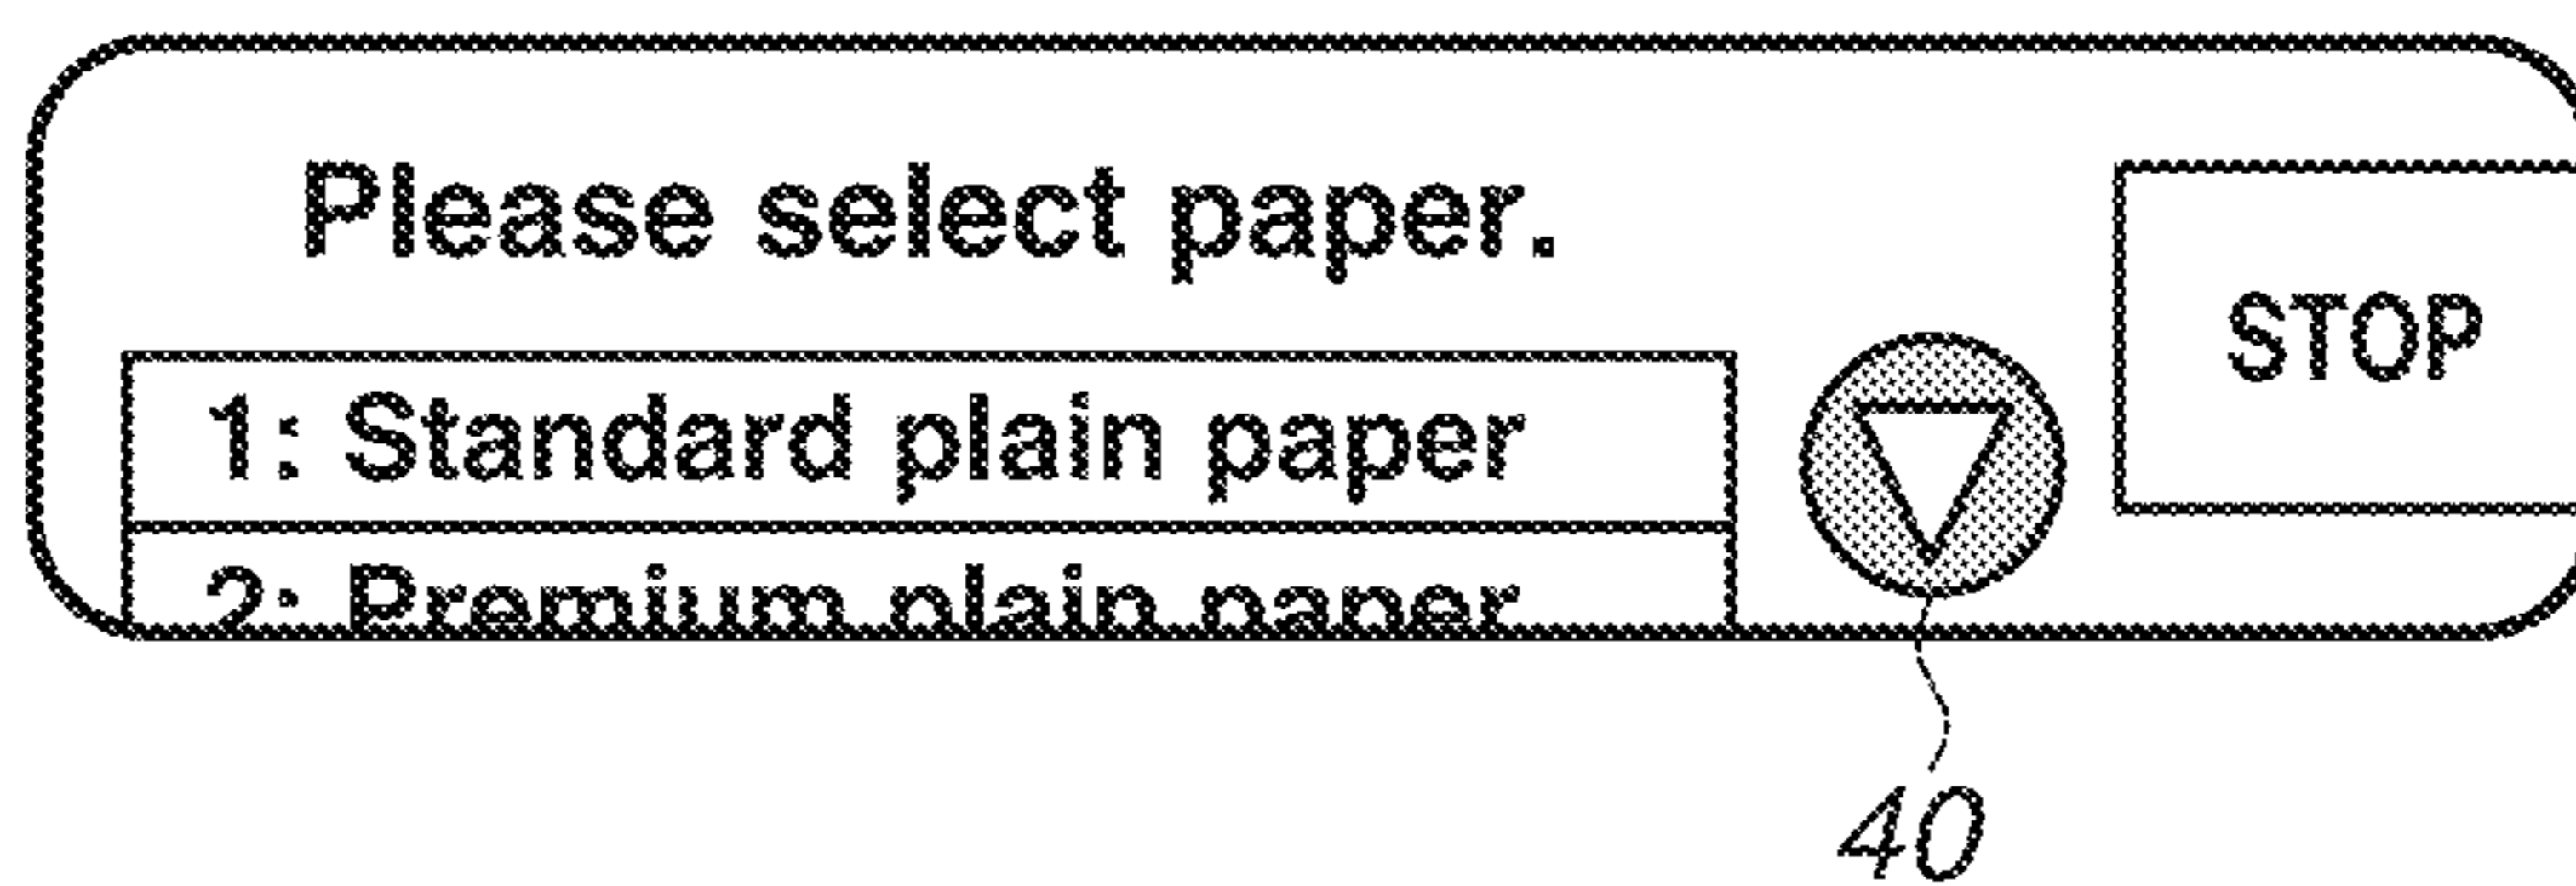 Please select paper.
STOP
1: Standard plain paper
2: Premium plain paper
40